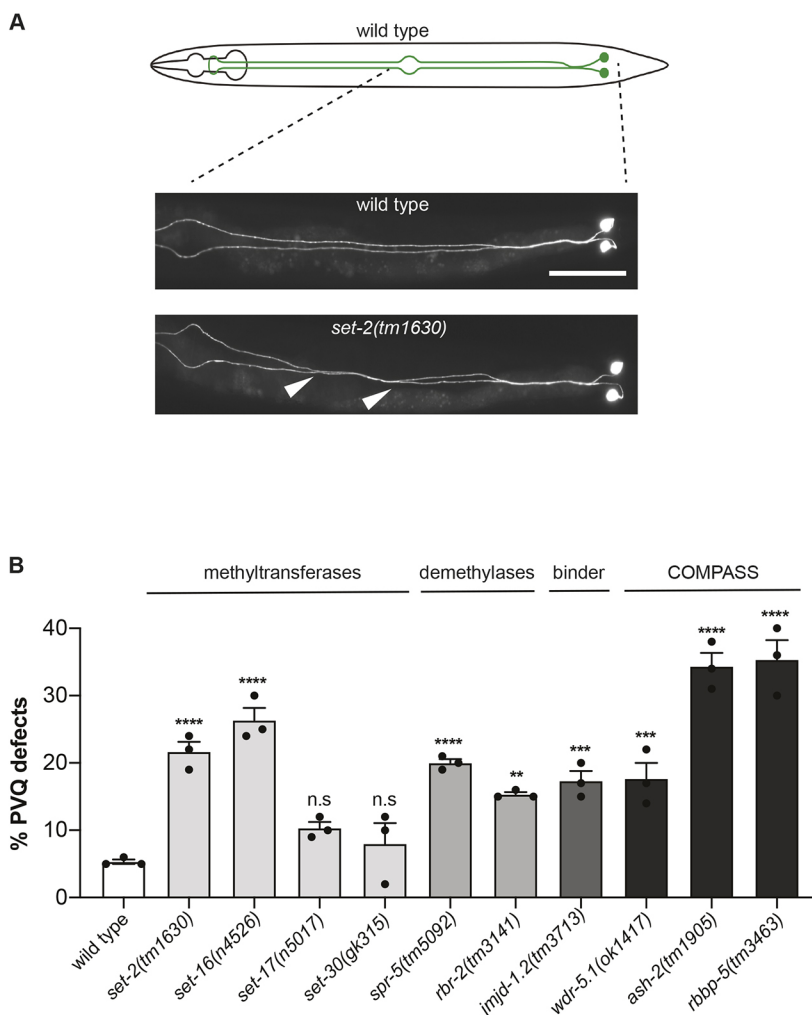 A
wild type
wild type
set-2(tm1630)
B
methyltransferases demethylases binder COMPASS
% PVQ defects
40
30
20
10
0
**** **** n.s n.s **** ** *** *** **** ****
wild type
set-2(tm1630)
set-16(n4526)
set-17(n5017)
set-30(gk315)
spr-5(tm5092)
rbr-2(tm3141)
imjd-1.2(tm3713)
wdr-5.1(ok1417)
ash-2(tm1905)
rbbp-5(tm3463)